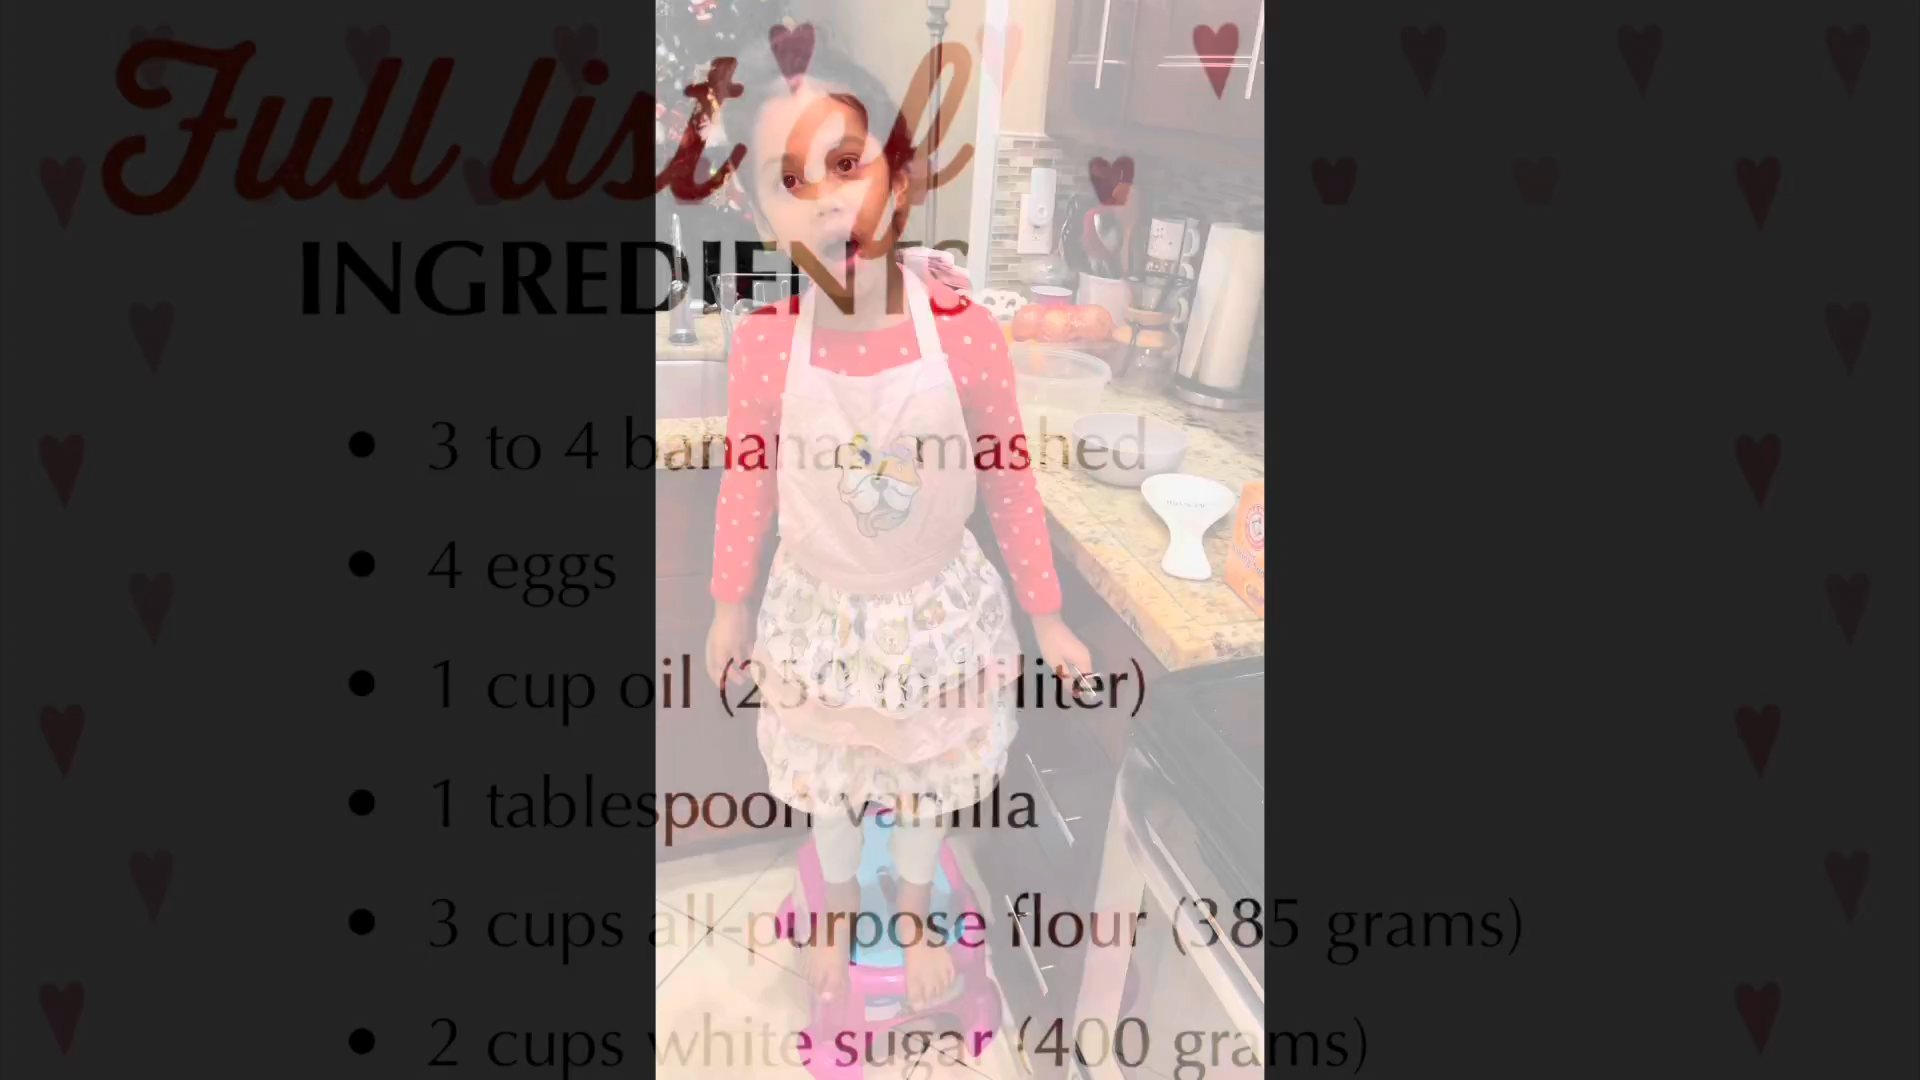 Full list of
INGREDIENTS
• 3 to 4 bananas, mashed
• 4 eggs
• 1 cup oil (250 milliliter)
• 1 tablespoon vanilla
• 3 cups all-purpose flour (385 grams)
• 2 cups white sugar (400 grams)